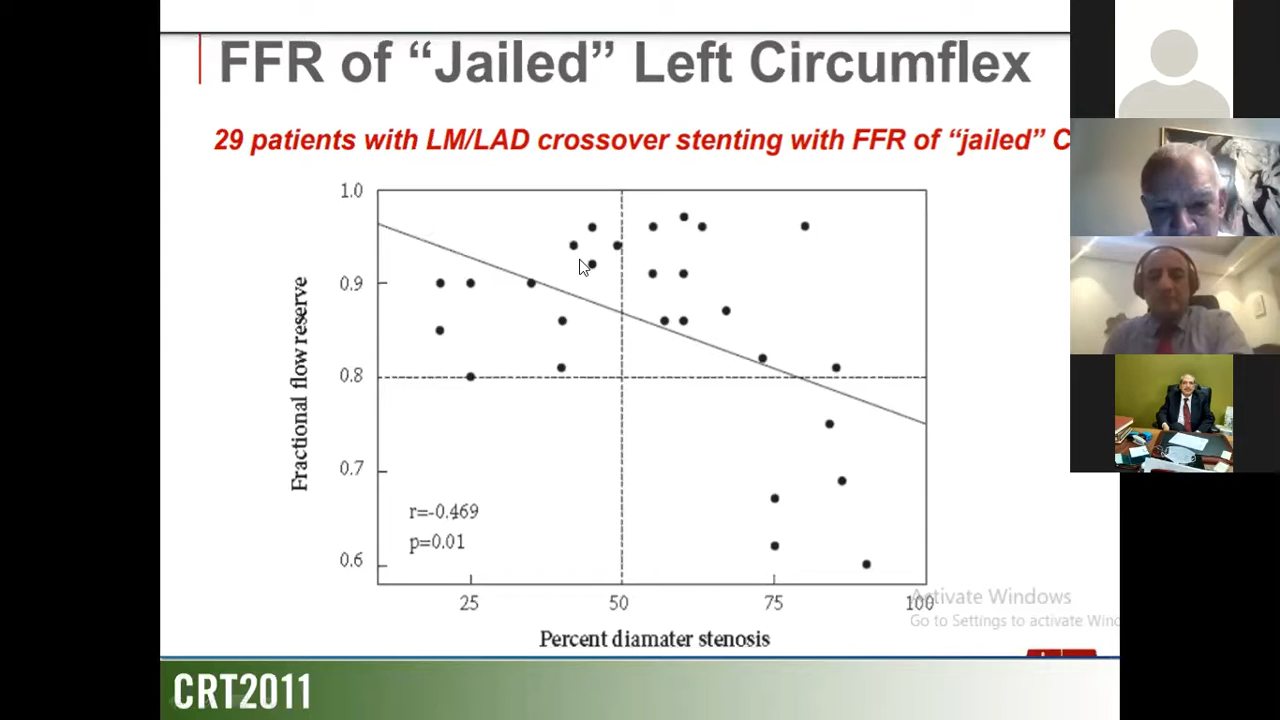 FFR of “Jailed” Left Circumflex
29 patients with LM/LAD crossover stenting with FFR of “jailed” C
1.0
0.9
0.8
0.7
0.6
Fractional flow reserve
r=-0.469
p=0.01
25
50
75
100
Percent diamater stenosis
Activate Windows
Go to Settings to activate Win
CRT2011